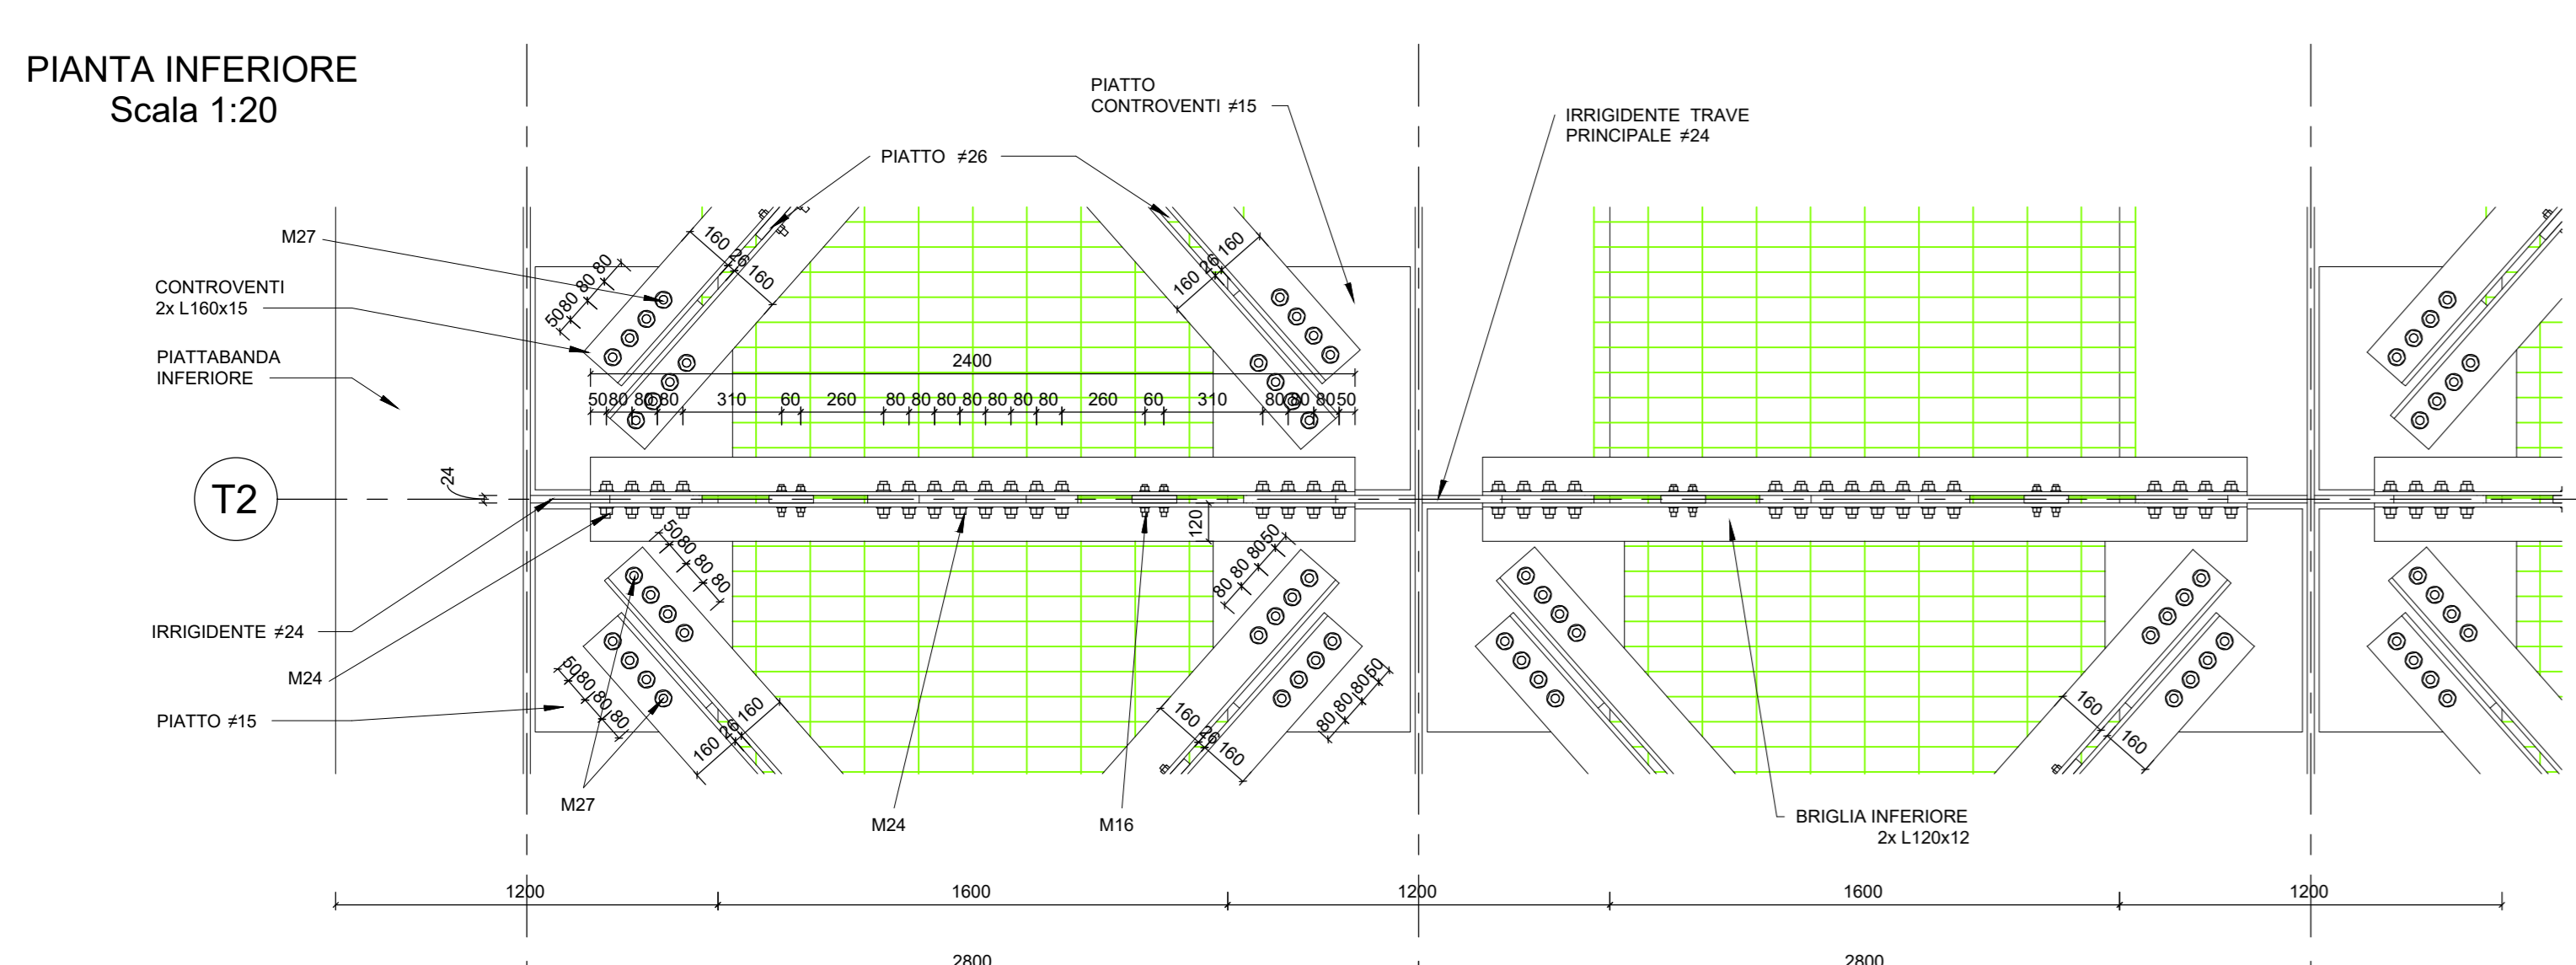 PIANTA INFERIORE
Scala 1:20
PIATTO
CONTROVENTI ≠15
IRRIGIDENTE TRAVE
PRINCIPALE ≠24
PIATTO ≠26
M27
CONTROVENTI
2x L160x15
PIATTABANDA
INFERIORE
160 26 160
160 26 160
50 80 80 80
2400
50 80 80 80 310 60 260 80 80 80 80 80 80 80 260 60 310 80 80 80 50
24
T2
120
50 80 80 80
80 80 80 50
IRRIGIDENTE ≠24
M24
50 80 80 80
80 80 80 50
PIATTO ≠15
160 26 160
160 26 160
160 160
M27
M24
M16
BRIGLIA INFERIORE
2x L120x12
1200 1600 1200 1600 1200
2800 2800